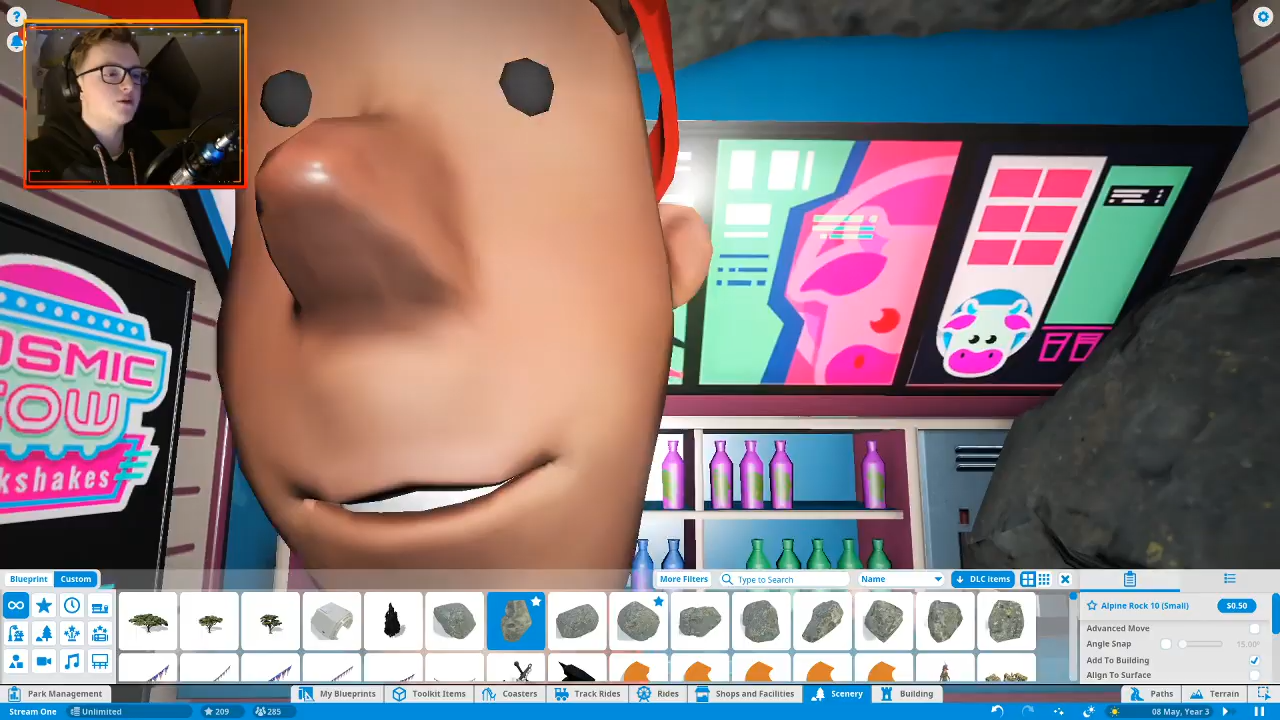 OSMIC
COW
kshakes
Blueprint
Custom
More Filters
Type to Search
Name
DLC Items
Alpine Rock 10 (Small)
$0.50
Advanced Move
Angle Snap
15.00°
Add To Building
Align To Surface
Park Management
My Blueprints
Toolkit Items
Coasters
Track Rides
Rides
Shops and Facilities
Scenery
Building
Paths
Terrain
Stream One
Unlimited
209
285
08 May, Year 3